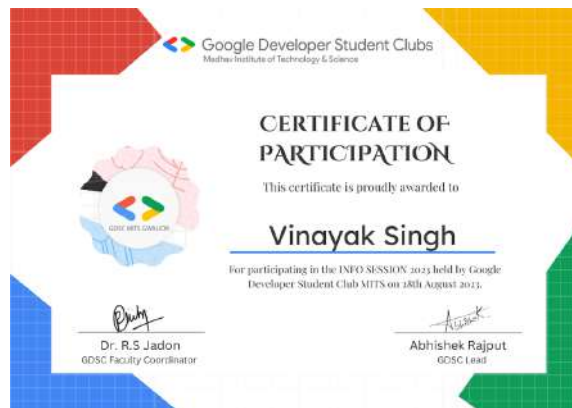 Google Developer Student Clubs
Madhav Institute of Technology & Science
CERTIFICATE OF
PARTICIPATION
This certificate is proudly awarded to
GDSC MITS GWALIOR
Vinayak Singh
For participating in the INFO SESSION 2023 held by Google
Developer Student Club MITS on 28th August 2023.
Dr. R.S Jadon
GDSC Faculty Coordinator
Abhishek
Abhishek Rajput
GDSC Lead